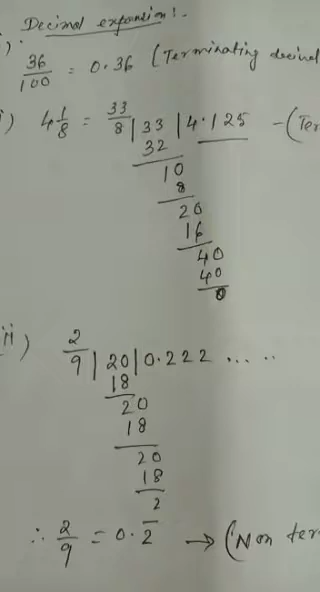 Decimal expansion:-
i)
36/100 = 0.36 (Terminating decimal
i) 4 1/8 = 33/8 | 33 | 4.125 - (Ter
32
10
8
20
16
40
40
0
ii) 2/9 | 20 | 0.222 ......
18
20
18
20
18
2
∴ 2/9 = 0.2̅ → (Non ter